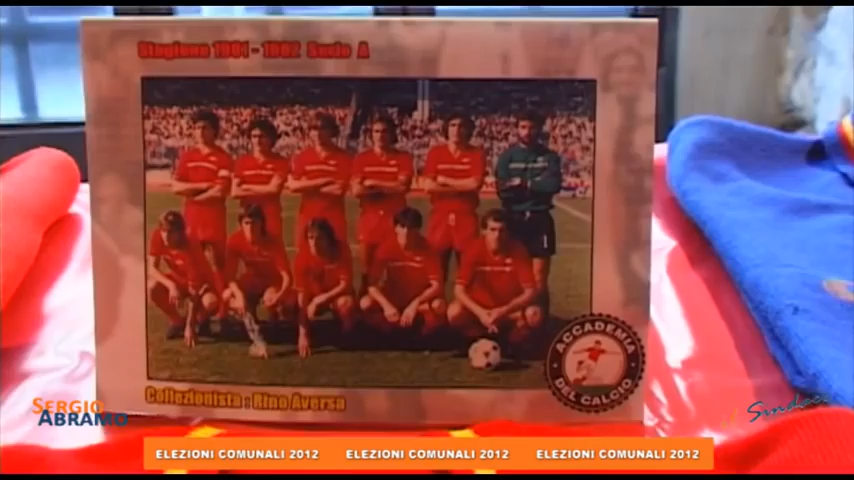 Stagione 1981 - 1982 Serie A
ACCADEMIA
DEL CALCIO
Collezionista : Rino Aversa
SERGIO
ABRAMO
il Sindaco
ELEZIONI COMUNALI 2012 ELEZIONI COMUNALI 2012 ELEZIONI COMUNALI 2012